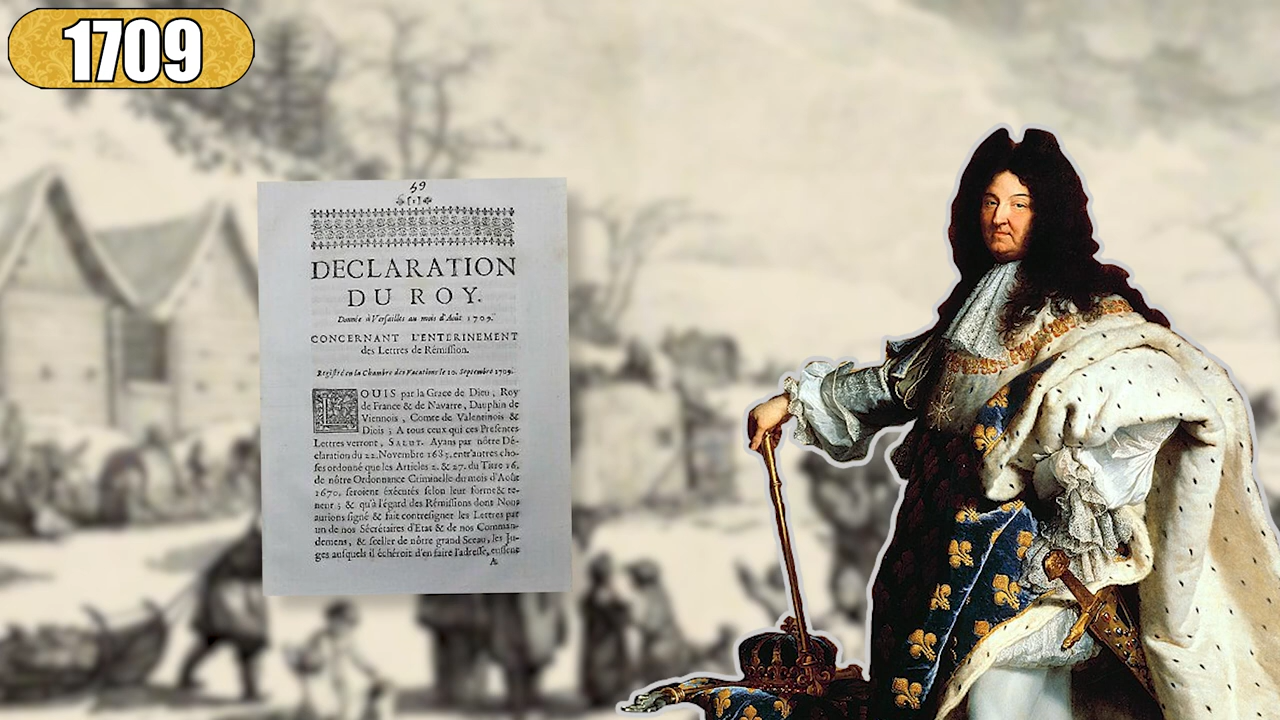 1709
59
DECLARATION
DU ROY.
Donnée à Versailles au mois d'Août 1709.
CONCERNANT L'ENTERINEMENT
des Lettres de Rémission.
Registré en la Chambre des Vacations le 10. Septembre 1709.
LOUIS par la Grace de Dieu, Roy
de France & de Navarre, Dauphin de
Viennois, Comte de Valentinois &
Diois; A tous ceux qui ces Presentes
Lettres verront, SALUT. Ayant par nôtre Dé-
claration du 22. Novembre 1683. entr'autres cho-
ses ordonné que les Articles 2. & 27. du Titre 16.
de nôtre Ordonnance Criminelle du mois d'Août
1670. seroient éxécutés selon leur forme & te-
neur; & qu'à l'égard des Rémissions dont Nous
aurions signé & fait contresigner les Lettres par
un de nos Sécrétaires d'Etat & de nos Comman-
demens, & sceller de nôtre grand Sceau, les Ju-
ges ausquels il échéroit d'en faire l'adresse, eussent
A